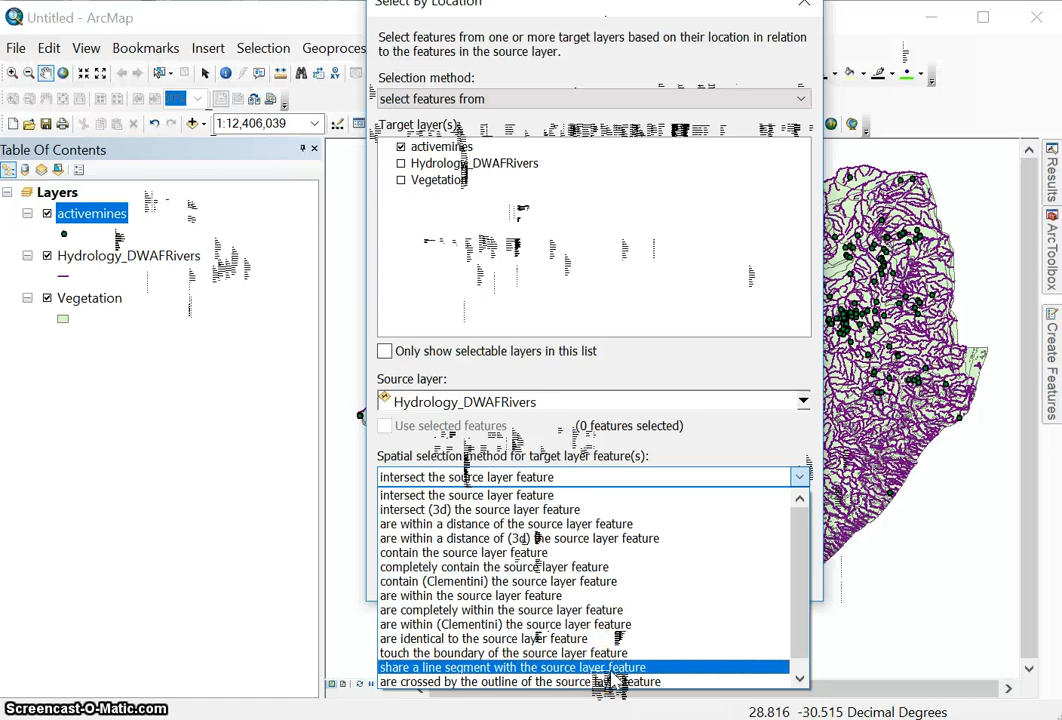 Untitled - ArcMap
Select By Location
File Edit View Bookmarks Insert Selection Geoproces
Select features from one or more target layers based on their location in relation
to the features in the source layer.
Selection method:
select features from
1:12,406,039
Target layer(s):
activemines
Hydrology_DWAFRivers
Vegetation
Table Of Contents
Layers
activemines
Hydrology_DWAFRivers
Vegetation
Only show selectable layers in this list
Source layer:
Hydrology_DWAFRivers
Use selected features (0 features selected)
Spatial selection method for target layer feature(s):
intersect the source layer feature
intersect the source layer feature
intersect (3d) the source layer feature
are within a distance of the source layer feature
are within a distance of (3d) the source layer feature
contain the source layer feature
completely contain the source layer feature
contain (Clementini) the source layer feature
are within the source layer feature
are completely within the source layer feature
are within (Clementini) the source layer feature
are identical to the source layer feature
touch the boundary of the source layer feature
share a line segment with the source layer feature
are crossed by the outline of the source layer feature
Results
ArcToolbox
Create Features
Screencast-O-Matic.com
28.816 -30.515 Decimal Degrees